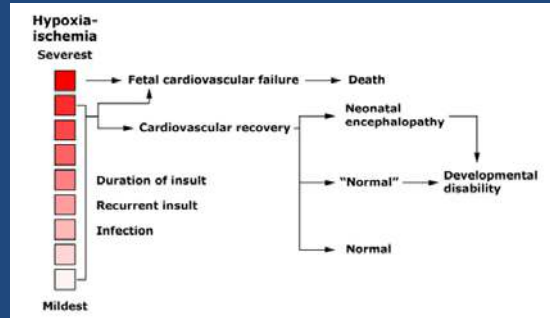 Hypoxia-
ischemia
Severest
Fetal cardiovascular failure
Death
Cardiovascular recovery
Neonatal
encephalopathy
Duration of insult
"Normal"
Developmental
disability
Recurrent insult
Infection
Normal
Mildest